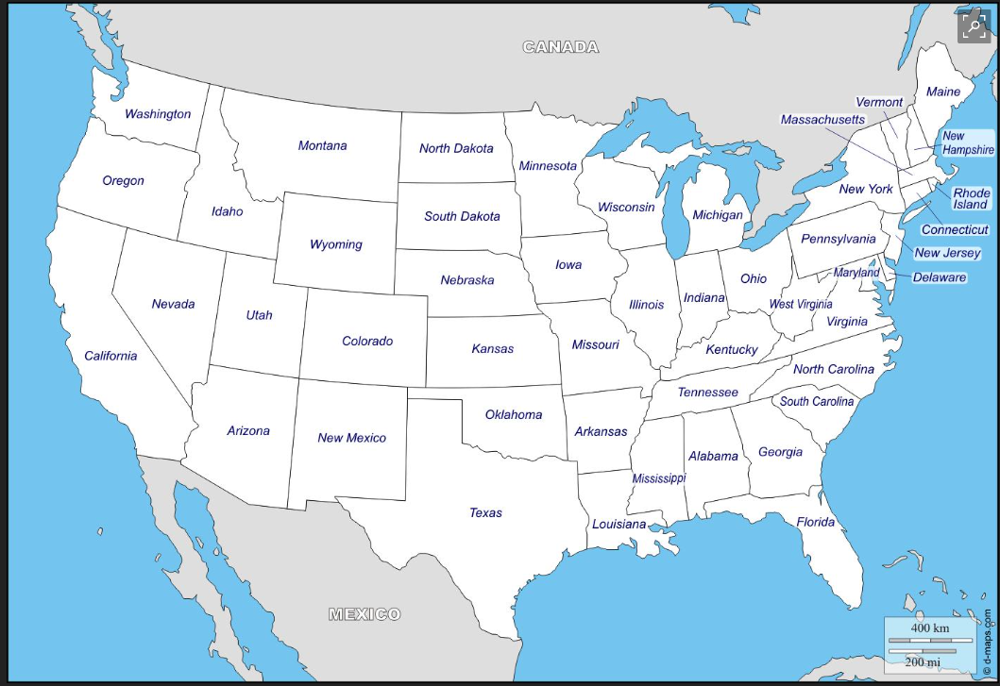 CANADA
Maine
Vermont
Massachusetts
Washington
New
Hampshire
Montana
North Dakota
Minnesota
Oregon
New York
Rhode
Island
Idaho
South Dakota
Wisconsin
Michigan
Connecticut
Wyoming
Pennsylvania
New Jersey
Iowa
Maryland
Delaware
Nebraska
Ohio
Nevada
Illinois
Indiana
West Virginia
Utah
Virginia
Colorado
Kansas
Missouri
Kentucky
California
North Carolina
Tennessee
South Carolina
Oklahoma
Arizona
New Mexico
Arkansas
Georgia
Alabama
Mississippi
Texas
Louisiana
Florida
MEXICO
400 km
200 mi
© d-maps.com